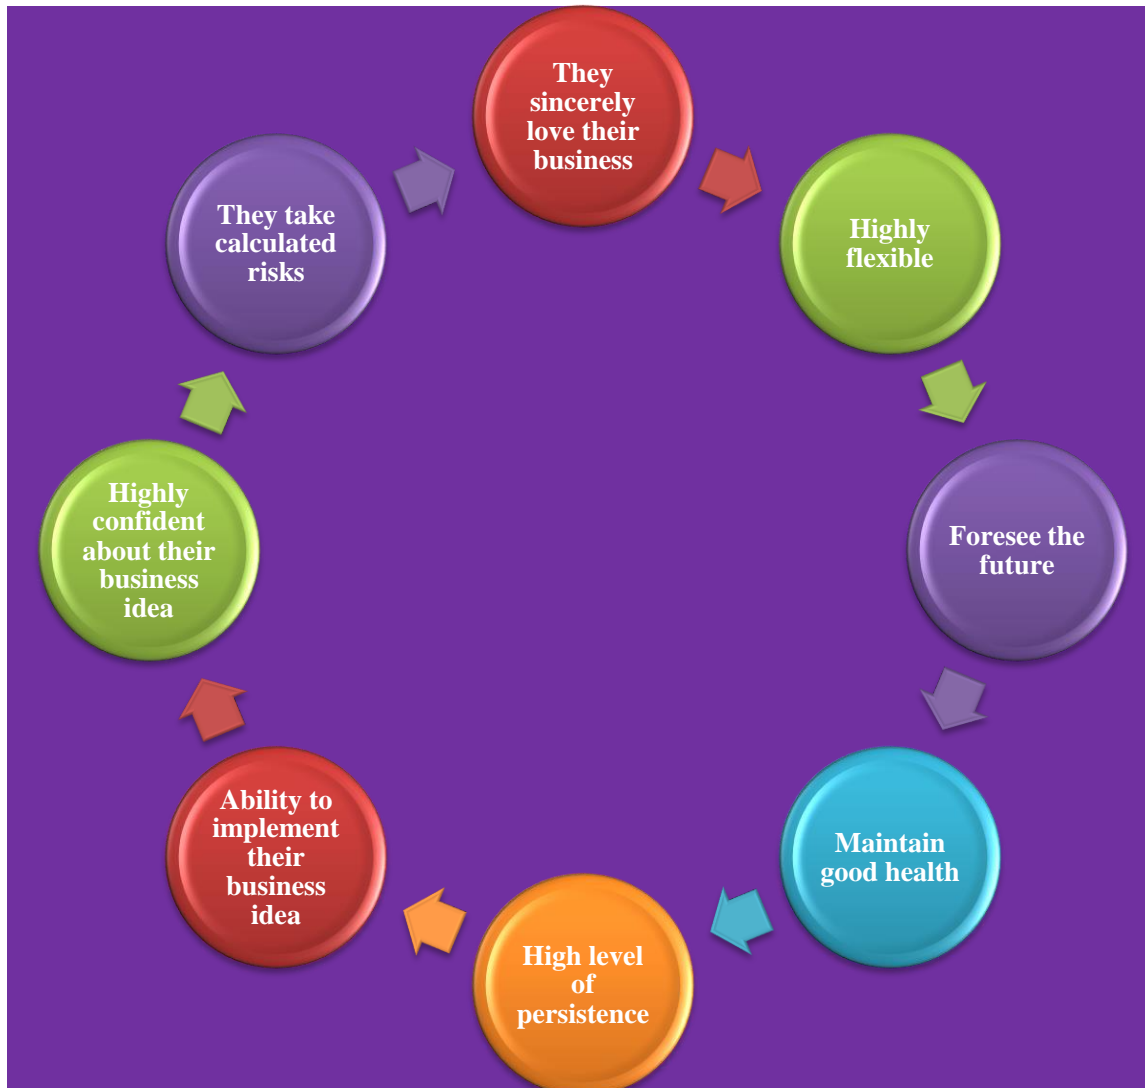 They
sincerely
love their
business
Highly
flexible
Foresee the
future
Maintain
good health
High level
of
persistence
Ability to
implement
their
business
idea
Highly
confident
about their
business
idea
They take
calculated
risks